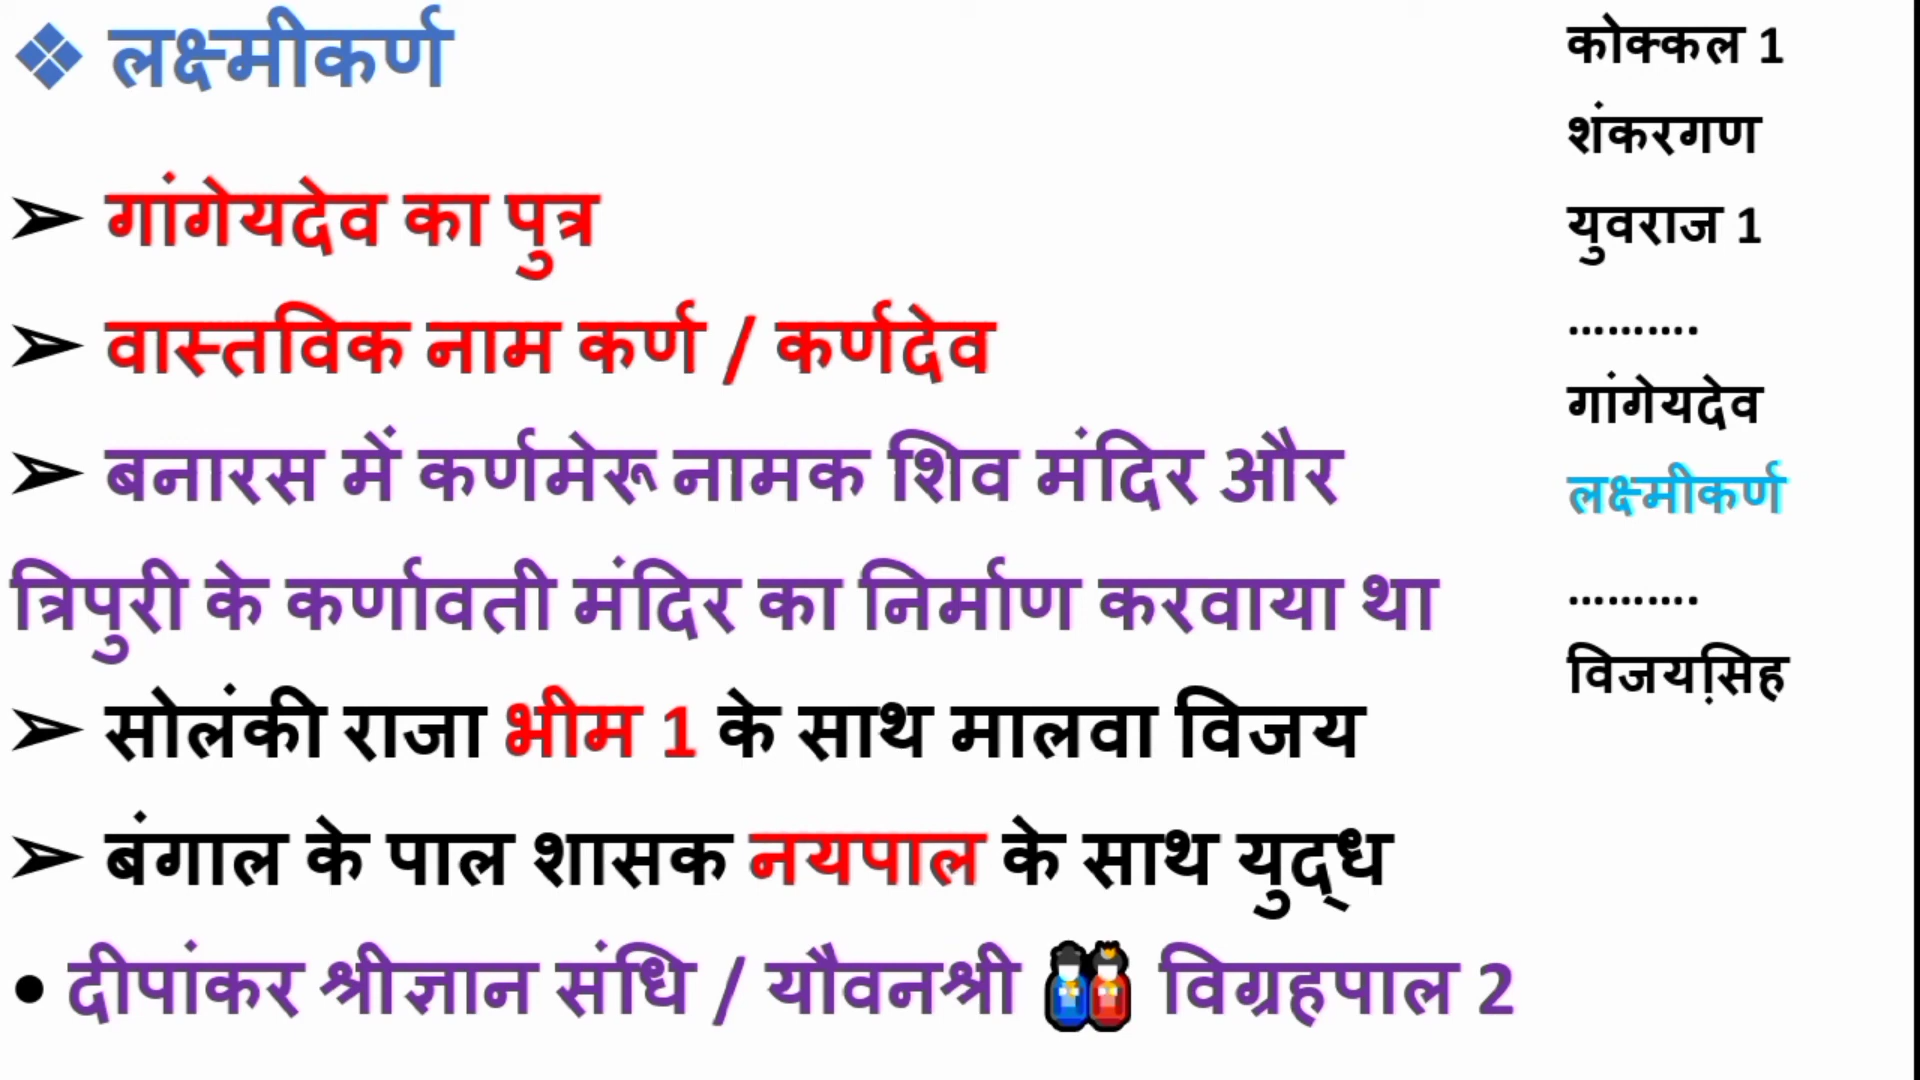 ❖ लक्ष्मीकर्ण
➢ गांगेयदेव का पुत्र
➢ वास्तविक नाम कर्ण / कर्णदेव
➢ बनारस में कर्णमेरू नामक शिव मंदिर और
त्रिपुरी के कर्णावती मंदिर का निर्माण करवाया था
➢ सोलंकी राजा भीम 1 के साथ मालवा विजय
➢ बंगाल के पाल शासक नयपाल के साथ युद्ध
• दीपांकर श्रीज्ञान संधि / यौवनश्री 👭 विग्रहपाल 2
कोक्कल 1
शंकरगण
युवराज 1
..........
गांगेयदेव
लक्ष्मीकर्ण
..........
विजयसि़ह